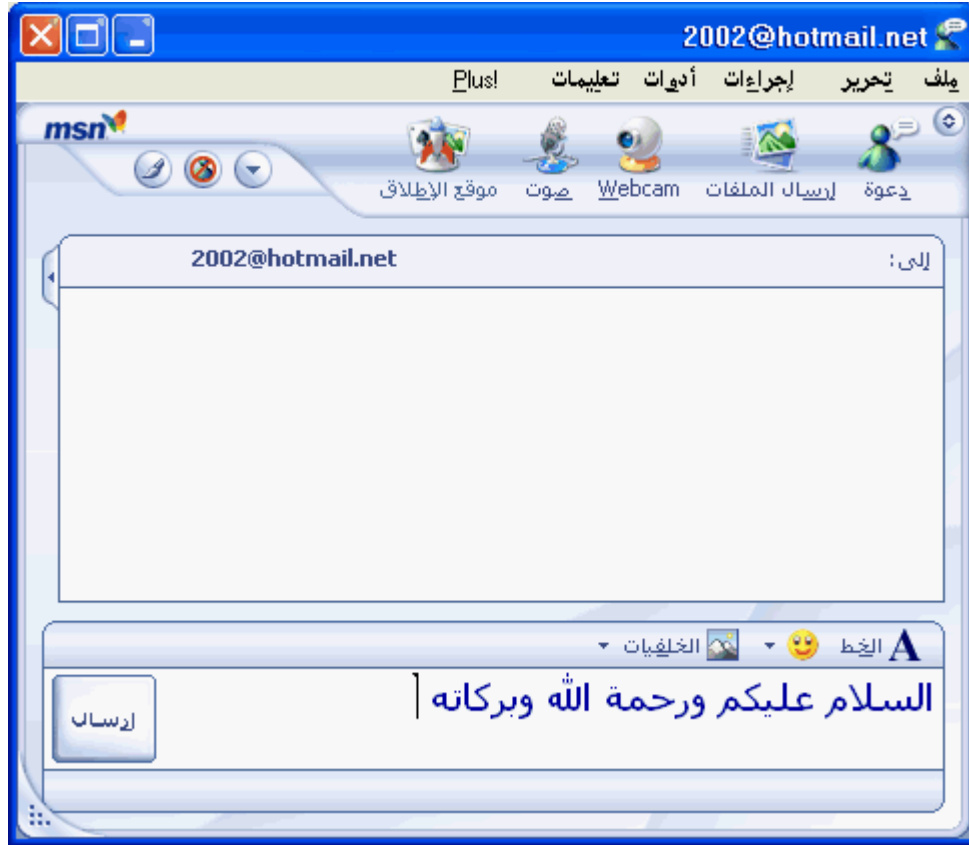 2002@hotmail.net
ملف تحرير إجراءات أدوات تعليمات Plus!
msn
دعوة إرسال الملفات Webcam صوت موقع الإطلاق
إلى: 2002@hotmail.net
A الخط الخلفيات
السلام عليكم ورحمة الله وبركاته
إرسال